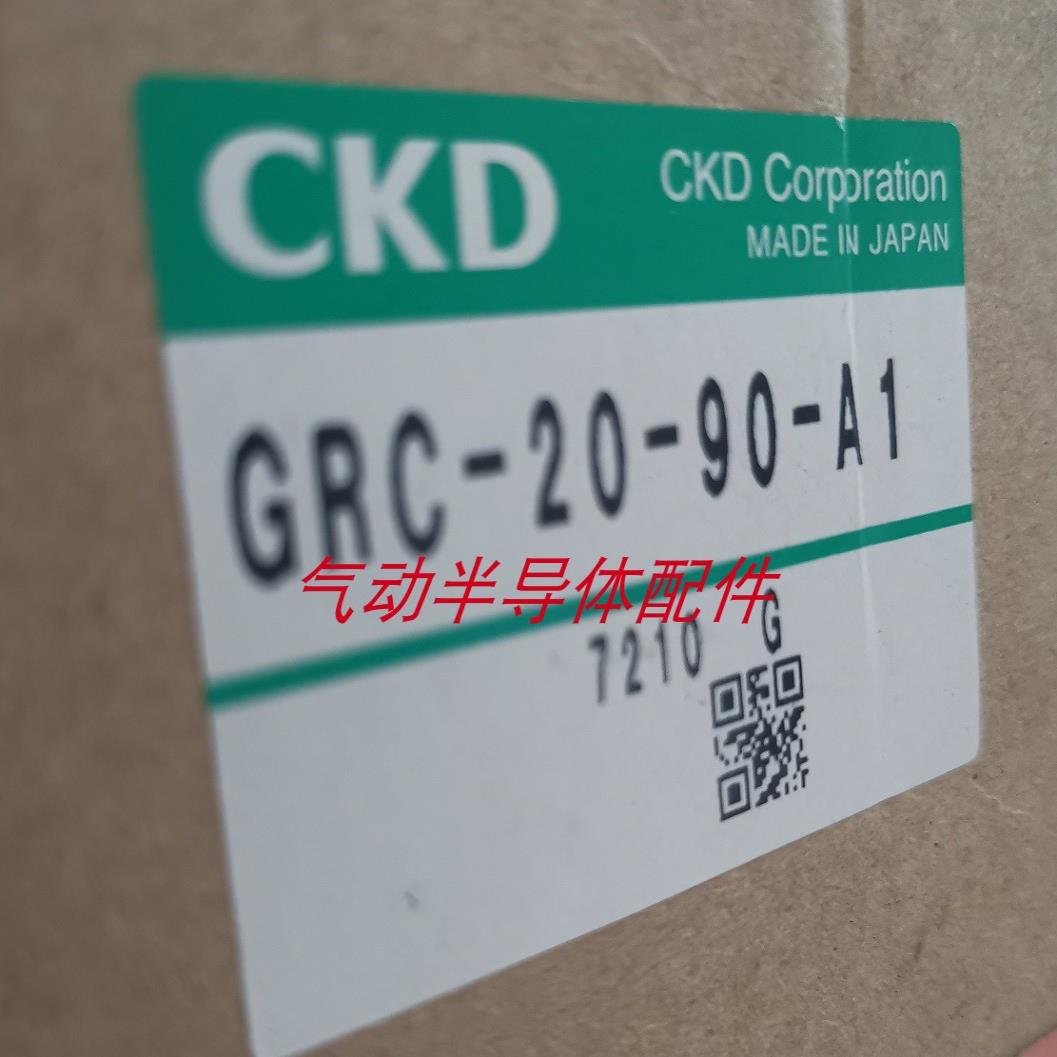 CKD
CKD Corporation
MADE IN JAPAN
GRC-20-90-A1
气动半导体配件
7210 G